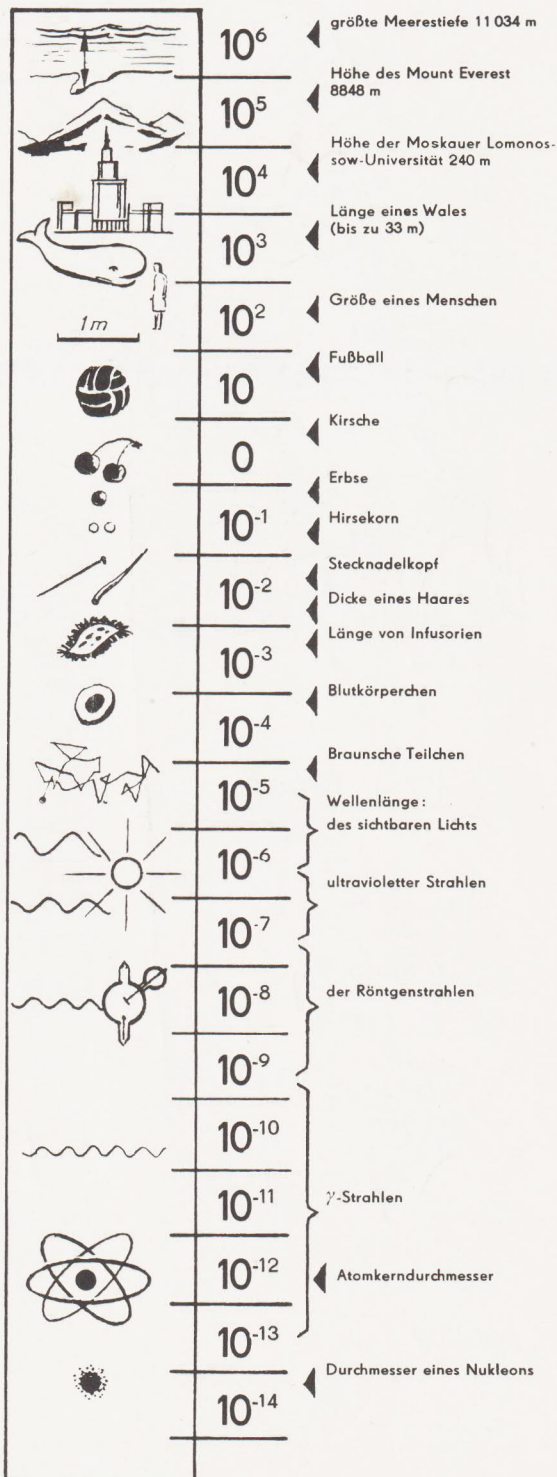 größte Meerestiefe 11 034 m
10⁶
Höhe des Mount Everest
8848 m
10⁵
Höhe der Moskauer Lomonos-
sow-Universität 240 m
10⁴
Länge eines Wales
(bis zu 33 m)
10³
Größe eines Menschen
10²
1m
Fußball
10
Kirsche
0
Erbse
Hirsekorn
10⁻¹
Stecknadelkopf
10⁻²
Dicke eines Haares
Länge von Infusorien
10⁻³
Blutkörperchen
10⁻⁴
Braunsche Teilchen
10⁻⁵
Wellenlänge:
des sichtbaren Lichts
10⁻⁶
ultravioletter Strahlen
10⁻⁷
der Röntgenstrahlen
10⁻⁸
10⁻⁹
10⁻¹⁰
γ-Strahlen
10⁻¹¹
10⁻¹²
Atomkerndurchmesser
10⁻¹³
Durchmesser eines Nukleons
10⁻¹⁴